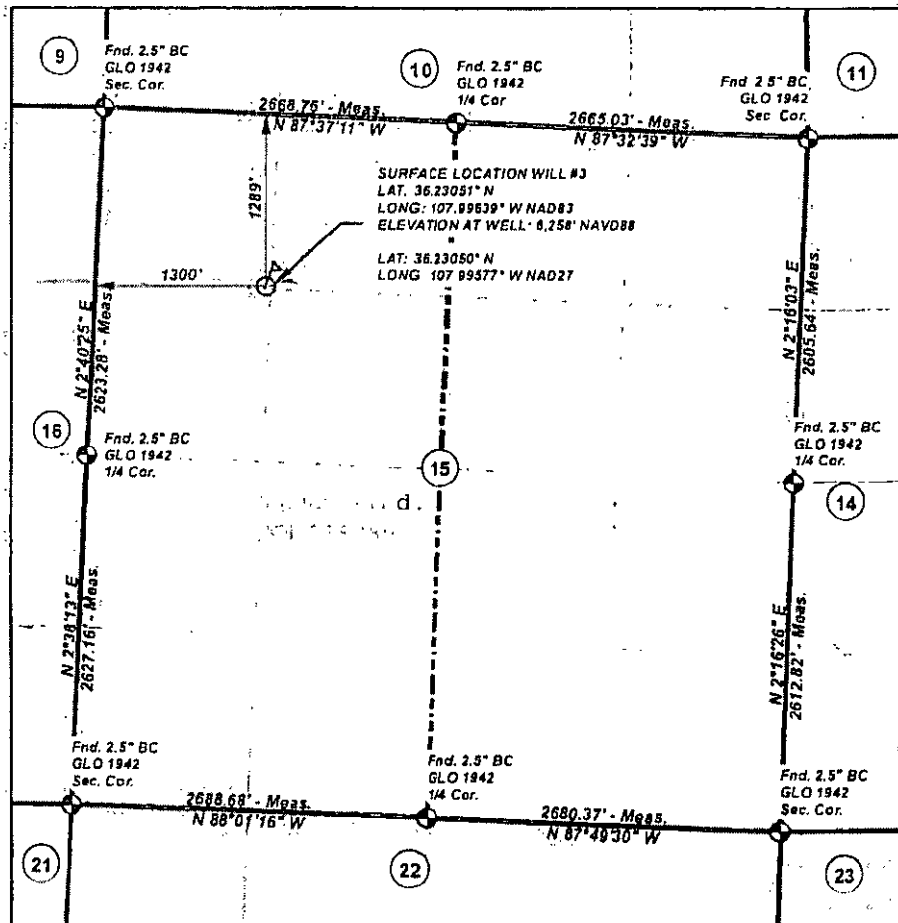 9
Fnd. 2.5" BC
GLO 1942
Sec. Cor.
10
Fnd. 2.5" BC
GLO 1942
1/4 Cor
Fnd 2.5" BC
GLO 1942
Sec Cor.
11
2668.76' - Meas.
N 87°37'11" W
2665.03' - Meas.
N 87°32'39" W
1289'
SURFACE LOCATION WILL #3
LAT. 36.23051° N
LONG: 107.99639° W NAD83
ELEVATION AT WELL· 6,258' NAVD88
LAT: 36.23050° N
LONG 107.99577° W NAD27
1300'
N 2°40'25" E
2623.28' - Meas.
N 2°16'03" E
2605.64' - Meas.
16
Fnd. 2.5" BC
GLO 1942
1/4 Cor.
15
Fnd. 2.5" BC
GLO 1942
1/4 Cor.
14
d.
N 2°38'13" E
2627.16' - Meas.
N 2°16'26" E
2612.82' - Meas.
Fnd. 2.5" BC
GLO 1942
Sec. Cor.
Fnd. 2.5" BC
GLO 1942
1/4 Cor.
Fnd. 2.5" BC
GLO 1942
Sec. Cor.
2688.68' - Meas.
N 88°01'16" W
2680.37' - Meas.
N 87°49'30" W
21
22
23